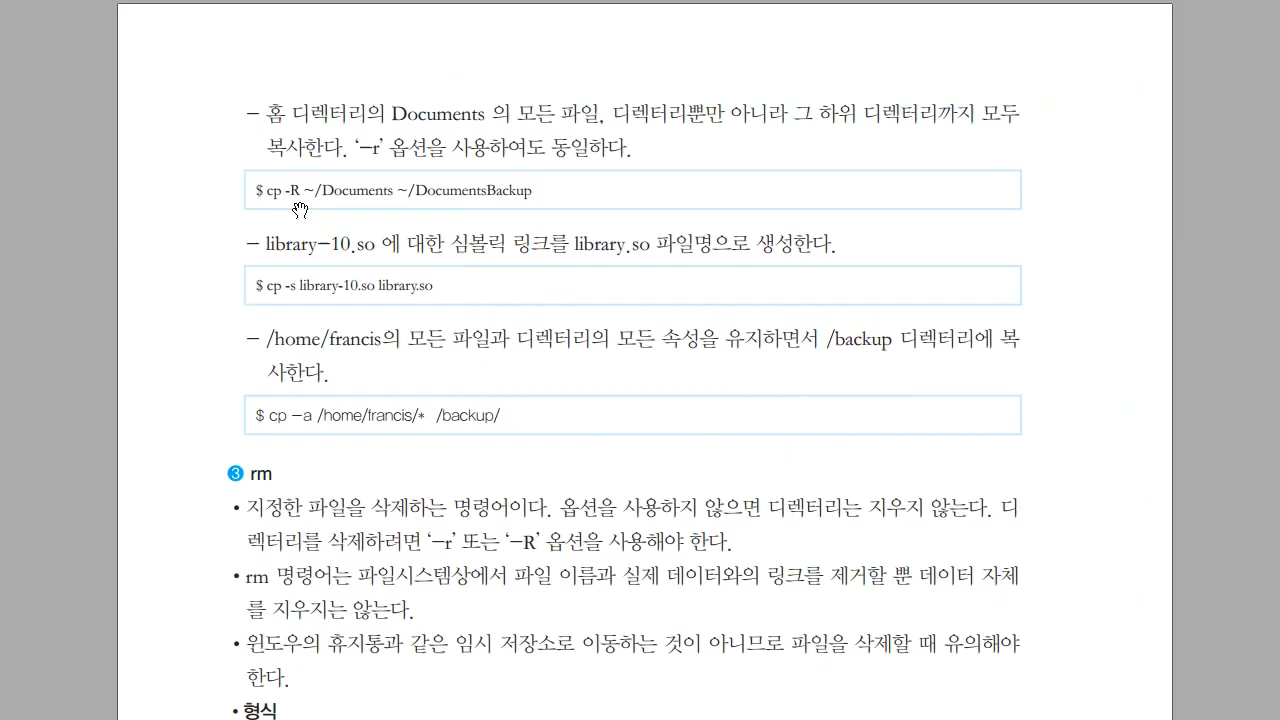 – 홈 디렉터리의 Documents 의 모든 파일, 디렉터리뿐만 아니라 그 하위 디렉터리까지 모두
복사한다. ‘–r’ 옵션을 사용하여도 동일하다.
$ cp -R ~/Documents ~/DocumentsBackup
– library–10.so 에 대한 심볼릭 링크를 library.so 파일명으로 생성한다.
$ cp -s library-10.so library.so
– /home/francis의 모든 파일과 디렉터리의 모든 속성을 유지하면서 /backup 디렉터리에 복
사한다.
$ cp –a /home/francis/* /backup/
❸ rm
• 지정한 파일을 삭제하는 명령어이다. 옵션을 사용하지 않으면 디렉터리는 지우지 않는다. 디
렉터리를 삭제하려면 ‘–r’ 또는 ‘–R’ 옵션을 사용해야 한다.
• rm 명령어는 파일시스템상에서 파일 이름과 실제 데이터와의 링크를 제거할 뿐 데이터 자체
를 지우지는 않는다.
• 윈도우의 휴지통과 같은 임시 저장소로 이동하는 것이 아니므로 파일을 삭제할 때 유의해야
한다.
• 형식